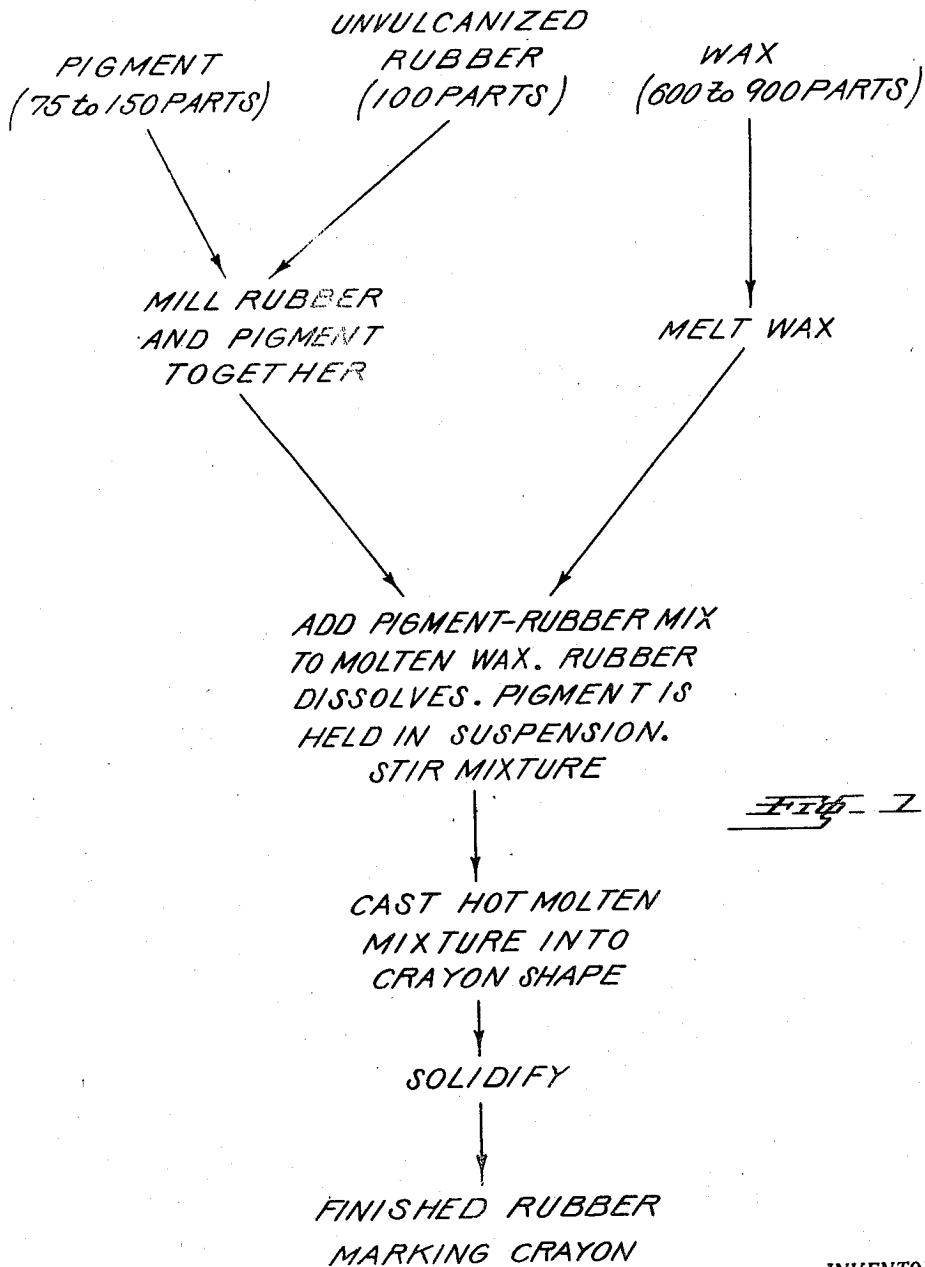 PIGMENT
(75 to 150 PARTS)
UNVULCANIZED
RUBBER
(100 PARTS)
WAX
(600 to 900 PARTS)
MILL RUBBER
AND PIGMENT
TOGETHER
MELT WAX
ADD PIGMENT-RUBBER MIX
TO MOLTEN WAX. RUBBER
DISSOLVES. PIGMENT IS
HELD IN SUSPENSION.
STIR MIXTURE
Fig- 1
CAST HOT MOLTEN
MIXTURE INTO
CRAYON SHAPE
SOLIDIFY
FINISHED RUBBER
MARKING CRAYON